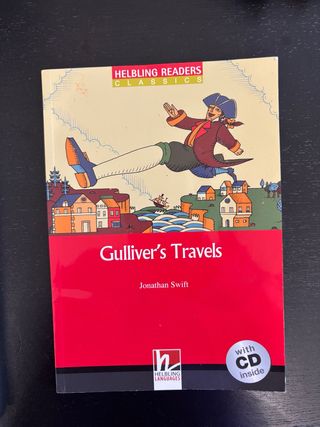 HELBLING READERS
CLASSICS
Gulliver's Travels
Jonathan Swift
with
CD
inside
h
HELBLING
LANGUAGES